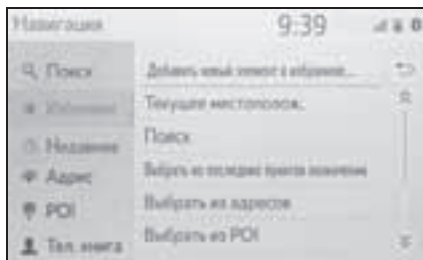 Навигация 9:39
Поиск
Избранное
Недавние
Адрес
POI
Тел. книга
Добавить новый элемент в избранное...
Текущее местополож.
Поиск
Выбрать из последних пунктов назначения
Выбрать из адресов
Выбрать из POI